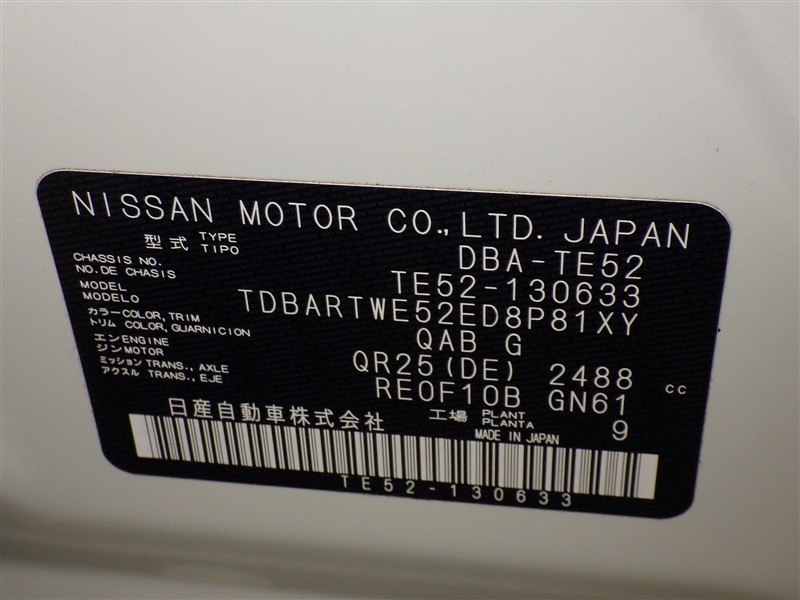 NISSAN MOTOR CO., LTD. JAPAN
型式 TYPE TIPO DBA-TE52
CHASSIS NO. NO. DE CHASIS TE52-130633
MODEL MODELO TDBARTWE52ED8P81XY
カラー COLOR, TRIM トリム COLOR, GUARNICION QAB G
エンジン ENGINE MOTOR QR25(DE) 2488 cc
ミッション TRANS., AXLE アクスル TRANS., EJE RE0F10B GN61
日産自動車株式会社 工場 PLANT PLANTA 9
MADE IN JAPAN
TE52-130633